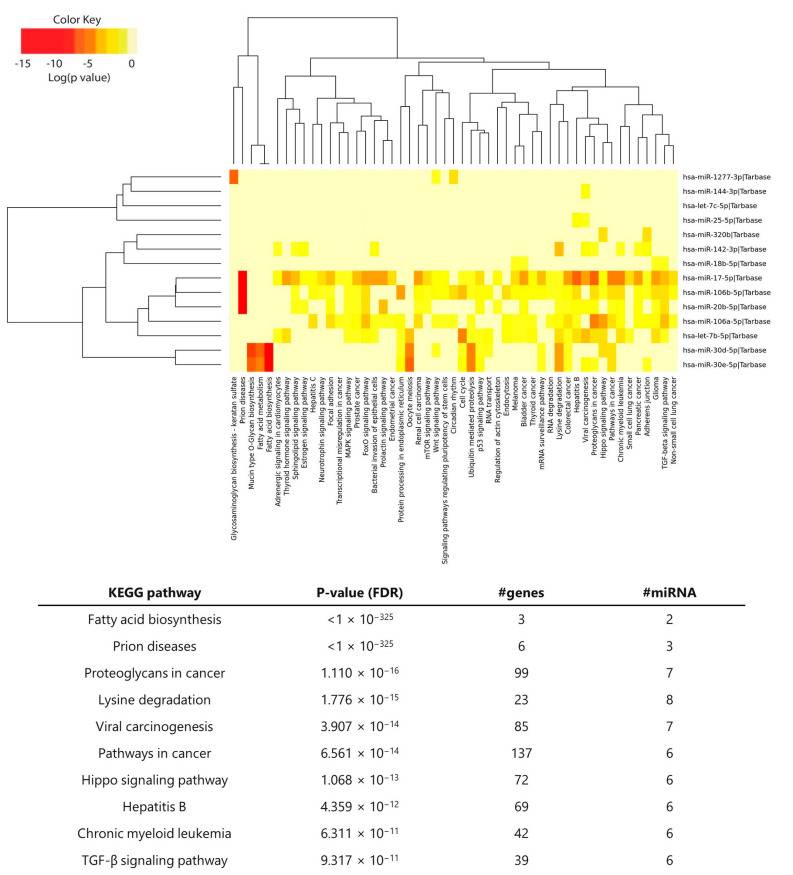 Color Key
-15 -10 -5 0
Log(p value)
hsa-miR-1277-3p|Tarbase
hsa-miR-144-3p|Tarbase
hsa-let-7c-5p|Tarbase
hsa-miR-25-5p|Tarbase
hsa-miR-320b|Tarbase
hsa-miR-142-3p|Tarbase
hsa-miR-18b-5p|Tarbase
hsa-miR-17-5p|Tarbase
hsa-miR-106b-5p|Tarbase
hsa-miR-20b-5p|Tarbase
hsa-miR-106a-5p|Tarbase
hsa-let-7b-5p|Tarbase
hsa-miR-30d-5p|Tarbase
hsa-miR-30e-5p|Tarbase
Glycosaminoglycan biosynthesis - keratan sulfate
Prion diseases
Mucin type O-Glycan biosynthesis
Fatty acid metabolism
Fatty acid biosynthesis
Adrenergic signaling in cardiomyocytes
Thyroid hormone signaling pathway
Sphingolipid signaling pathway
Estrogen signaling pathway
Hepatitis C
Neurotrophin signaling pathway
Focal adhesion
Transcriptional misregulation in cancer
MAPK signaling pathway
Prostate cancer
FoxO signaling pathway
Bacterial invasion of epithelial cells
Prolactin signaling pathway
Endometrial cancer
Protein processing in endoplasmic reticulum
Oocyte meiosis
Renal cell carcinoma
mTOR signaling pathway
Wnt signaling pathway
Signaling pathways regulating pluripotency of stem cells
Circadian rhythm
Cell cycle
Ubiquitin mediated proteolysis
p53 signaling pathway
RNA transport
Regulation of actin cytoskeleton
Endocytosis
Melanoma
Bladder cancer
Thyroid cancer
mRNA surveillance pathway
RNA degradation
Lysine degradation
Colorectal cancer
Hepatitis B
Viral carcinogenesis
Proteoglycans in cancer
Hippo signaling pathway
Pathways in cancer
Chronic myeloid leukemia
Small cell lung cancer
Pancreatic cancer
Adherens junction
Glioma
TGF-beta signaling pathway
Non-small cell lung cancer
KEGG pathway P-value (FDR) #genes #miRNA
Fatty acid biosynthesis <1 × 10⁻³²⁵ 3 2
Prion diseases <1 × 10⁻³²⁵ 6 3
Proteoglycans in cancer 1.110 × 10⁻¹⁶ 99 7
Lysine degradation 1.776 × 10⁻¹⁵ 23 8
Viral carcinogenesis 3.907 × 10⁻¹⁴ 85 7
Pathways in cancer 6.561 × 10⁻¹⁴ 137 6
Hippo signaling pathway 1.068 × 10⁻¹³ 72 6
Hepatitis B 4.359 × 10⁻¹² 69 6
Chronic myeloid leukemia 6.311 × 10⁻¹¹ 42 6
TGF-β signaling pathway 9.317 × 10⁻¹¹ 39 6